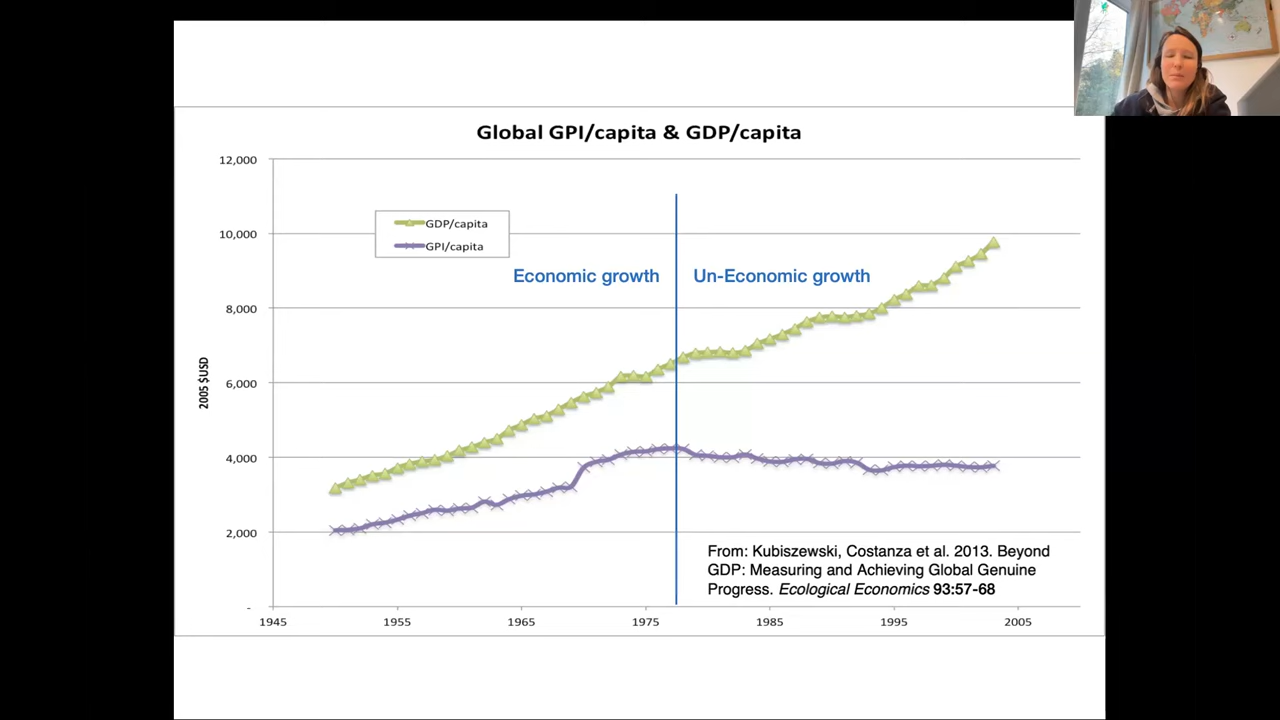 Global GPI/capita & GDP/capita
12,000
10,000
8,000
6,000
4,000
2,000
-
2005 $USD
GDP/capita
GPI/capita
Economic growth
Un-Economic growth
From: Kubiszewski, Costanza et al. 2013. Beyond
GDP: Measuring and Achieving Global Genuine
Progress. Ecological Economics 93:57-68
1945
1955
1965
1975
1985
1995
2005